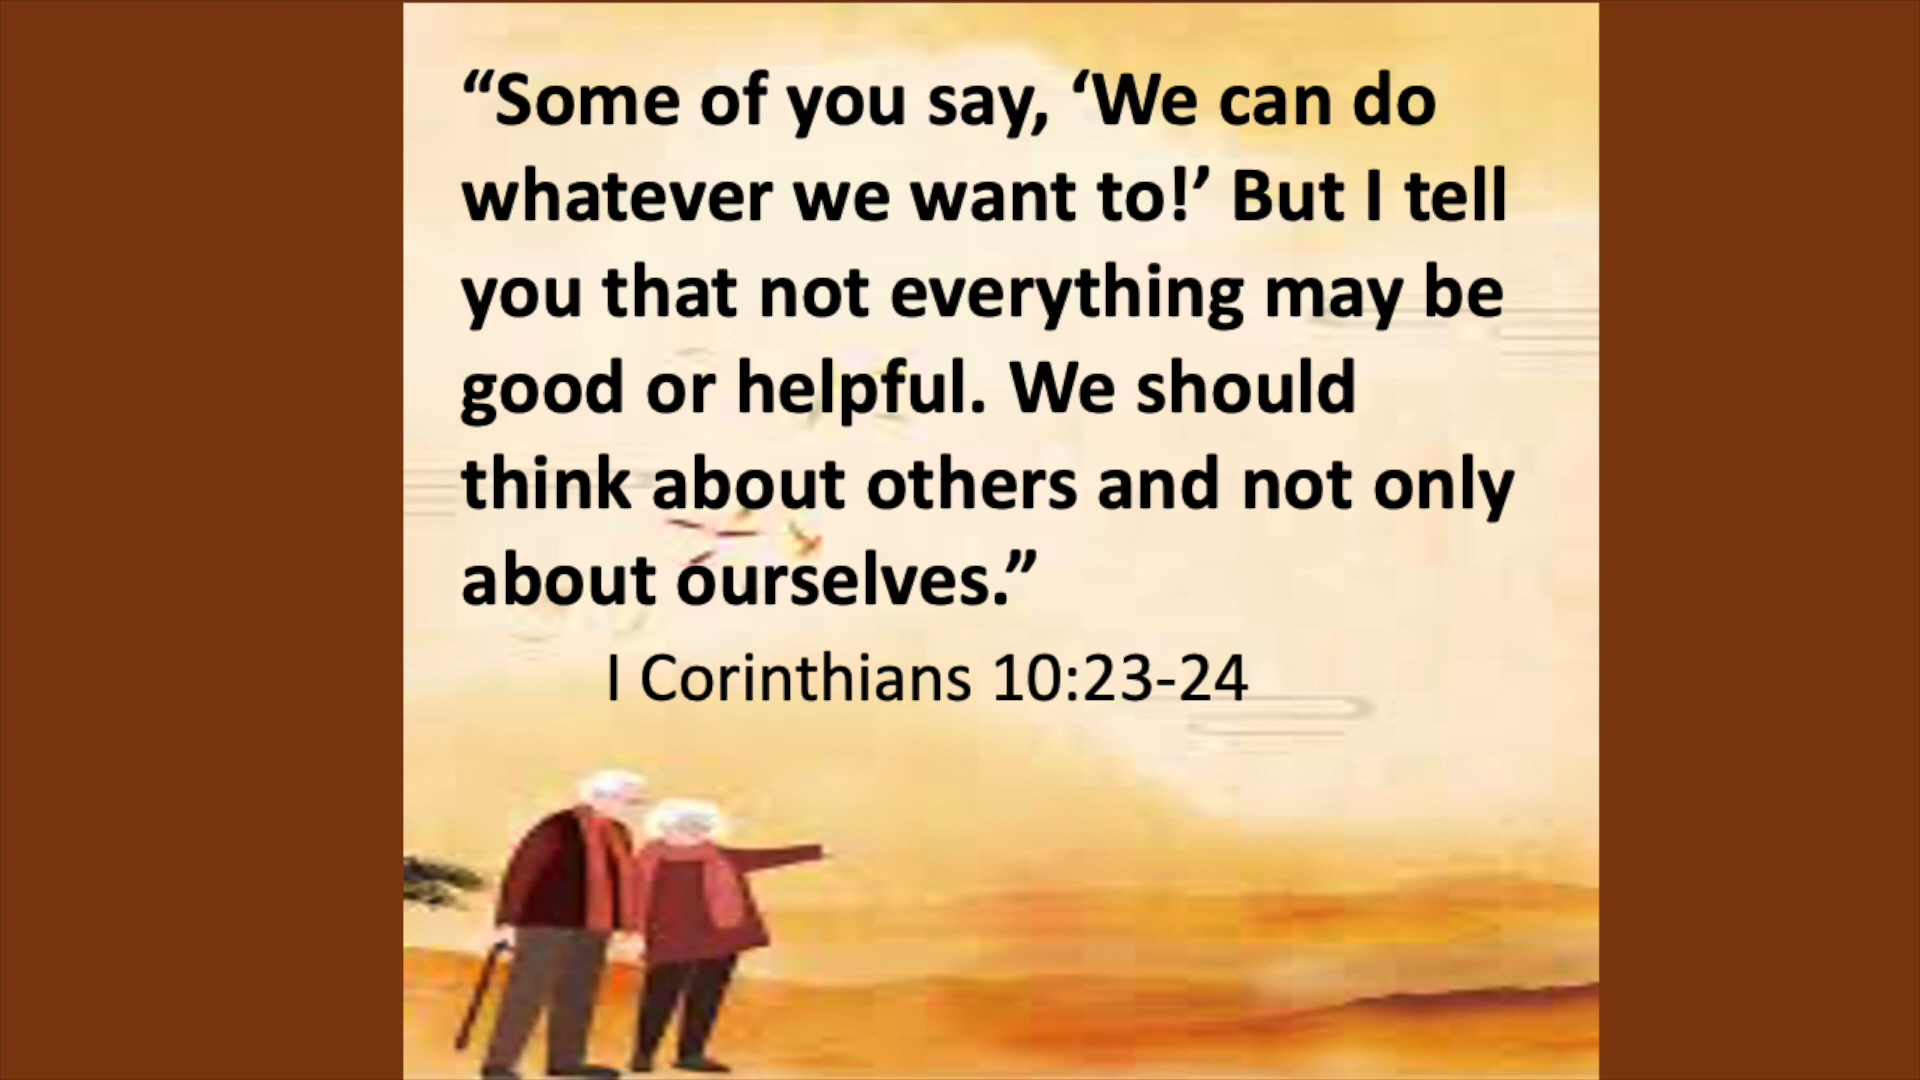 “Some of you say, ‘We can do
whatever we want to!’ But I tell
you that not everything may be
good or helpful. We should
think about others and not only
about ourselves.”
I Corinthians 10:23-24